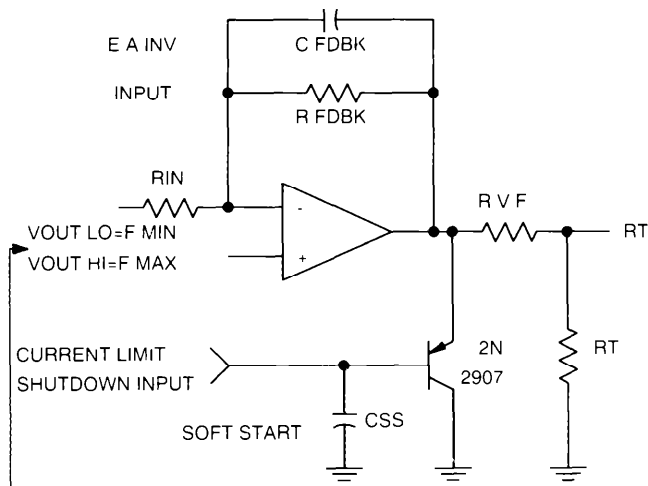 C FDBK
E A INV
INPUT
R FDBK
RIN
-
+
VOUT LO=F MIN
VOUT HI=F MAX
R V F
RT
CURRENT LIMIT
SHUTDOWN INPUT
2N
2907
RT
SOFT START
CSS